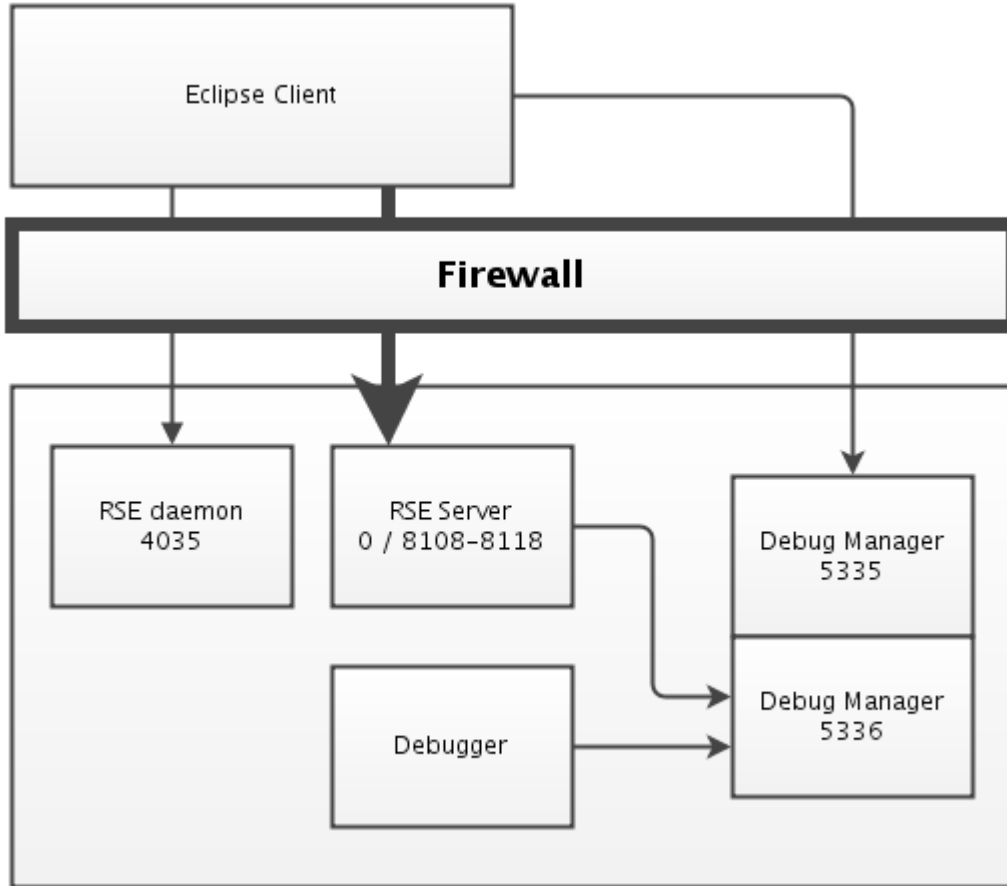 Eclipse Client
Firewall
RSE daemon
4035
RSE Server
0 / 8108-8118
Debug Manager
5335
Debugger
Debug Manager
5336